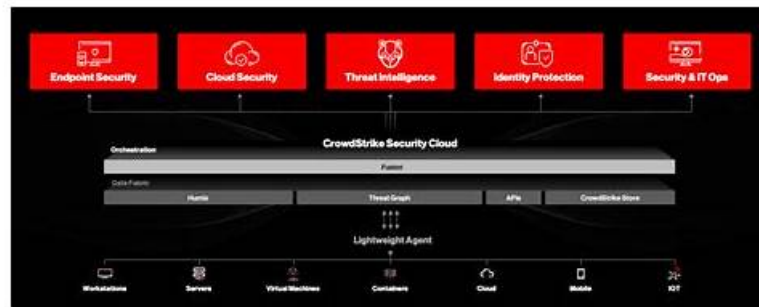 Endpoint Security
Cloud Security
Threat Intelligence
Identity Protection
Security & IT Ops
CrowdStrike Security Cloud
Orchestration
Fusion
Data Fabric
Humio
Threat Graph
APIs
CrowdStrike Store
Lightweight Agent
Workstations
Servers
Virtual Machines
Containers
Cloud
Mobile
IOT